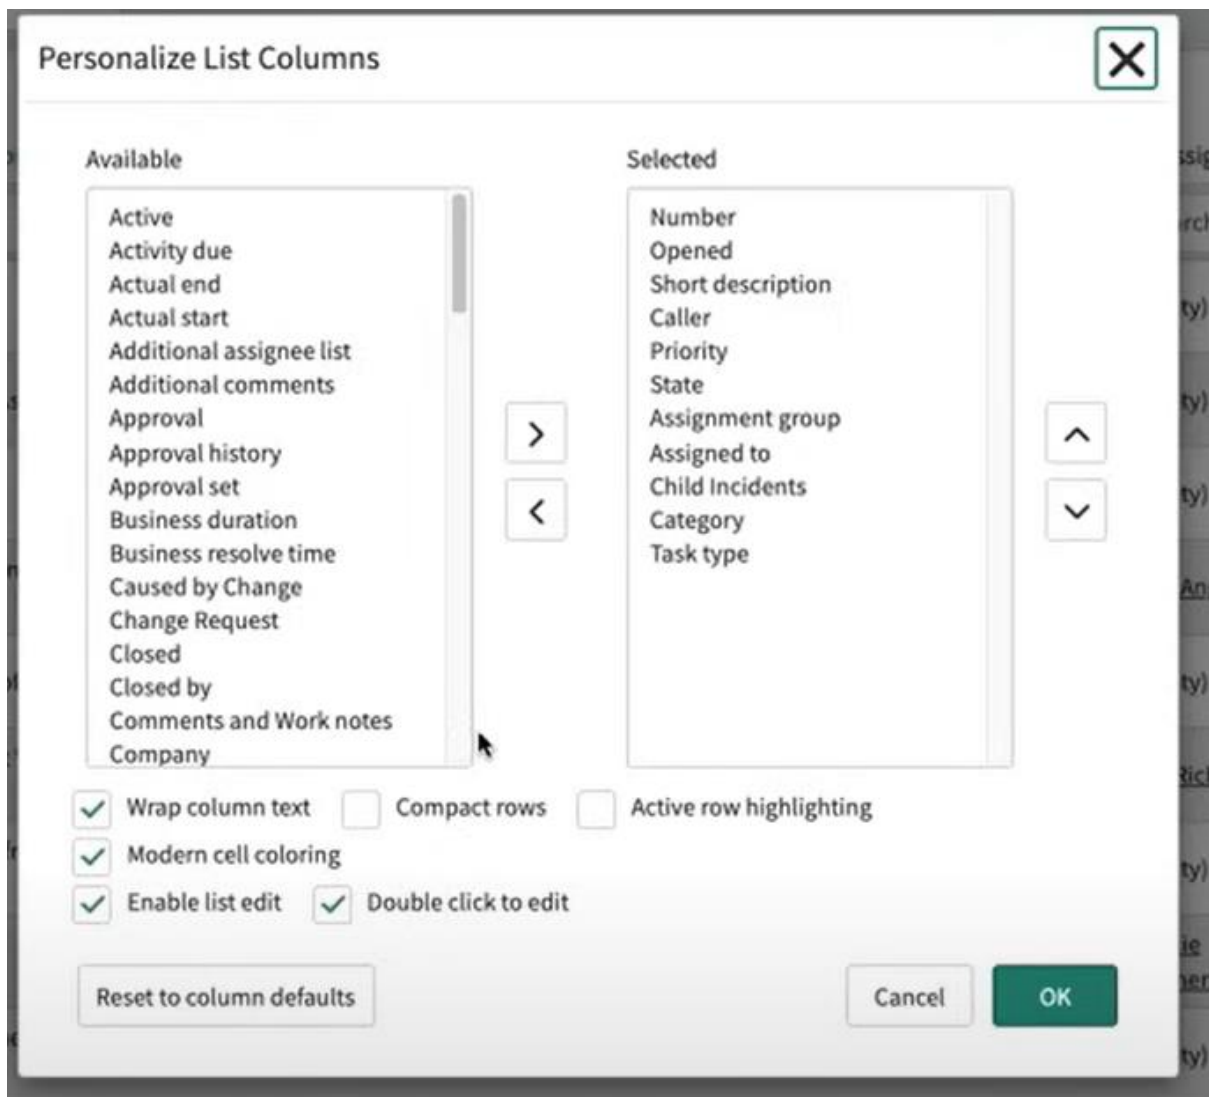 Personalize List Columns
Available
Active
Activity due
Actual end
Actual start
Additional assignee list
Additional comments
Approval
Approval history
Approval set
Business duration
Business resolve time
Caused by Change
Change Request
Closed
Closed by
Comments and Work notes
Company
Selected
Number
Opened
Short description
Caller
Priority
State
Assignment group
Assigned to
Child Incidents
Category
Task type
Wrap column text Compact rows Active row highlighting
Modern cell coloring
Enable list edit Double click to edit
Reset to column defaults Cancel OK